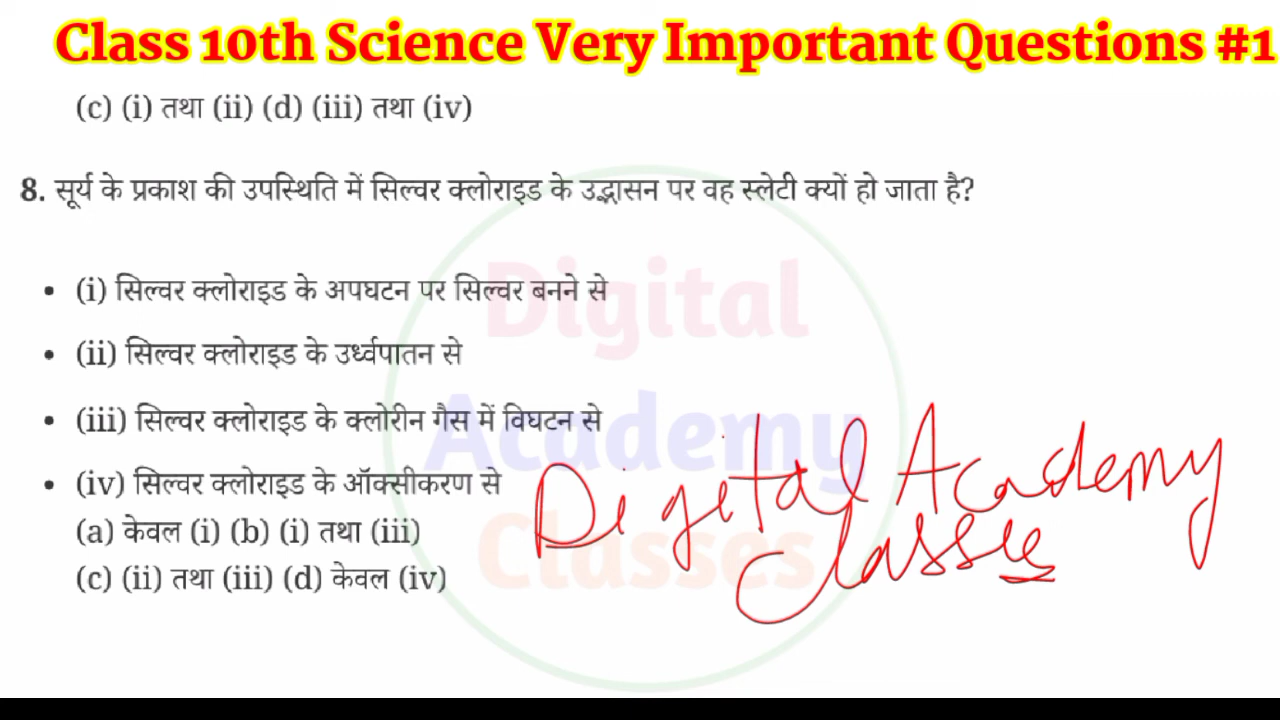 Class 10th Science Very Important Questions #1
(c) (i) तथा (ii) (d) (iii) तथा (iv)
8. सूर्य के प्रकाश की उपस्थिति में सिल्वर क्लोराइड के उद्भासन पर वह स्लेटी क्यों हो जाता है?
• (i) सिल्वर क्लोराइड के अपघटन पर सिल्वर बनने से
• (ii) सिल्वर क्लोराइड के उर्ध्वपातन से
• (iii) सिल्वर क्लोराइड के क्लोरीन गैस में विघटन से
• (iv) सिल्वर क्लोराइड के ऑक्सीकरण से
(a) केवल (i) (b) (i) तथा (iii)
(c) (ii) तथा (iii) (d) केवल (iv)
Digital
Academy
Classes
Digital Academy